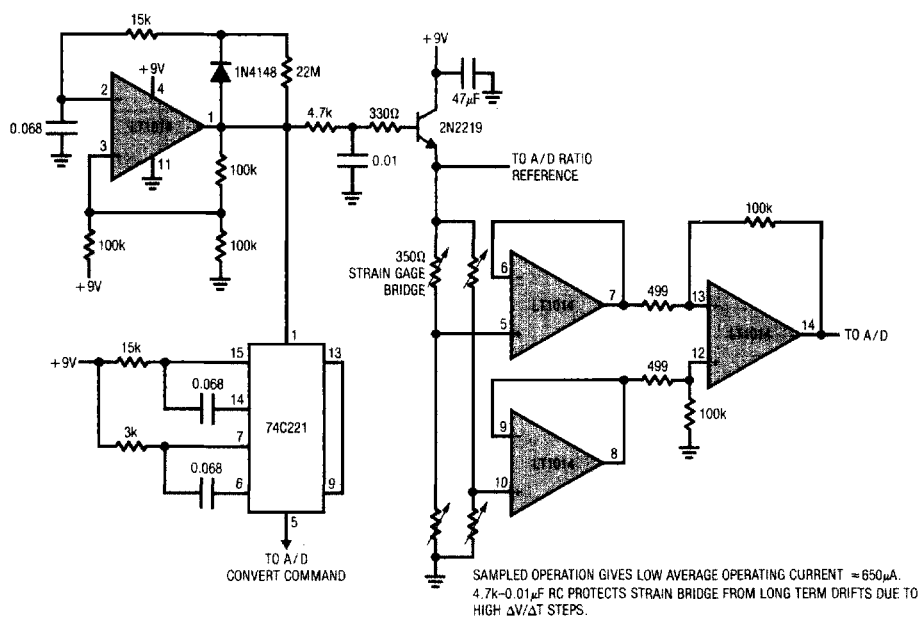 15k
+9V
4
1N4148
22M
2
1
LT1014
0.068
3
11
100k
100k
100k
+9V
4.7k
330Ω
0.01
+9V
47µF
2N2219
TO A/D RATIO
REFERENCE
350Ω
STRAIN GAGE
BRIDGE
6
5
7
LT1014
9
10
8
LT1014
499
499
100k
13
12
14
LT1014
100k
TO A/D
+9V
15k
0.068
3k
0.068
1
15
14
7
6
13
9
74C221
5
TO A/D
CONVERT COMMAND
SAMPLED OPERATION GIVES LOW AVERAGE OPERATING CURRENT ≈650µA.
4.7k–0.01µF RC PROTECTS STRAIN BRIDGE FROM LONG TERM DRIFTS DUE TO
HIGH ΔV/ΔT STEPS.